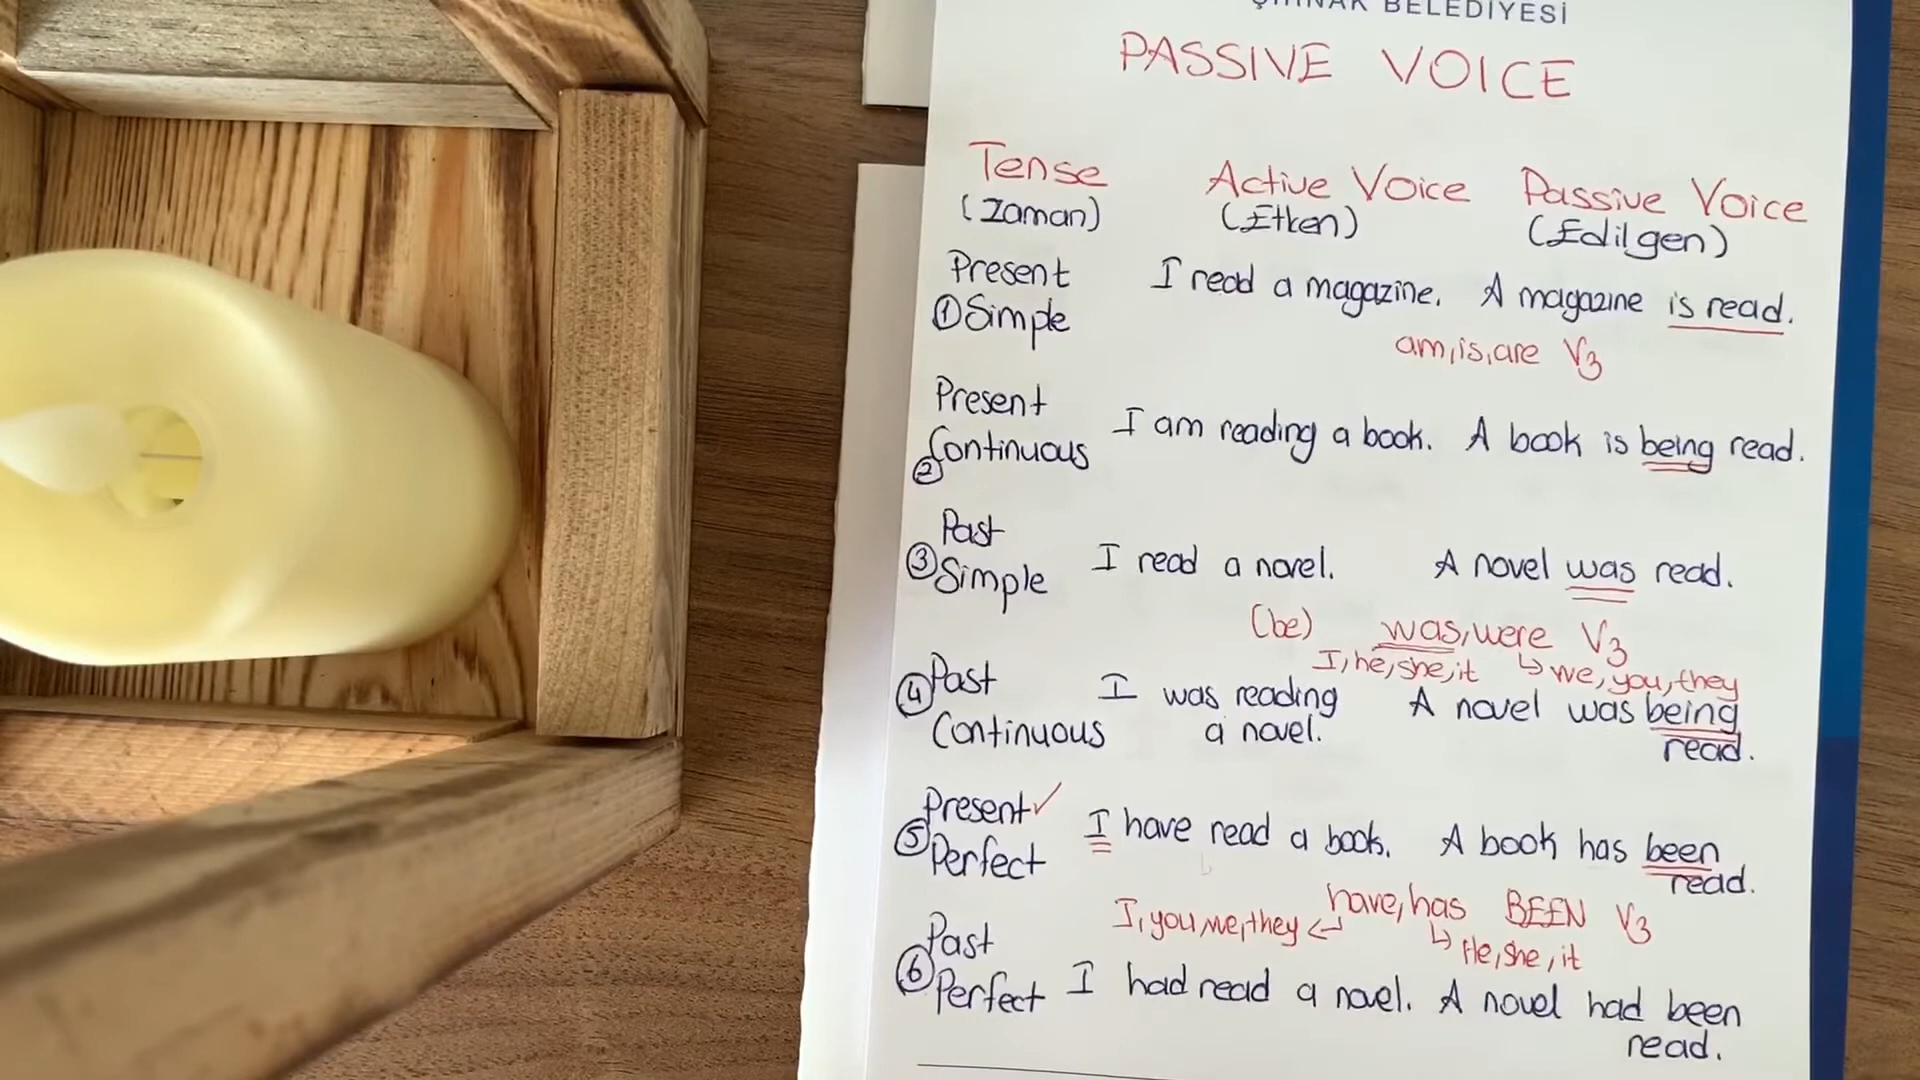 BELEDİYESİ
PASSIVE VOICE
Tense Active Voice Passive Voice
(Zaman) (Etken) (Edilgen)
Present
① Simple I read a magazine. A magazine is read.
am, is, are V3
Present
② Continuous I am reading a book. A book is being read.
Past
③ Simple I read a novel. A novel was read.
(be) was, were V3
I, he, she, it ↳ we, you, they
④ Past I was reading A novel was being
Continuous a novel. read.
Present ✓
⑤ Perfect I have read a book. A book has been
read.
have, has BEEN V3
I, you, we, they ↲ ↳ He, she, it
Past
⑥ Perfect I had read a novel. A novel had been
read.